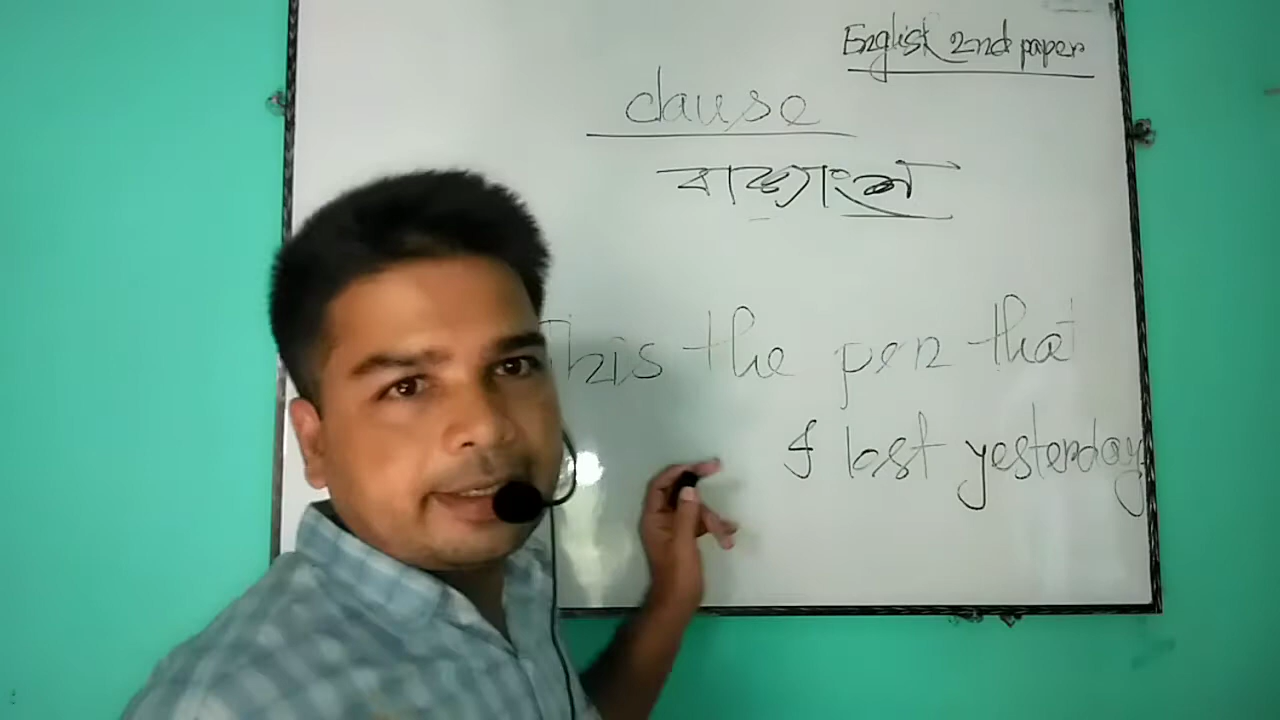 English 2nd paper
clause
বাক্যাংশ
This the pen that
I lost yesterday